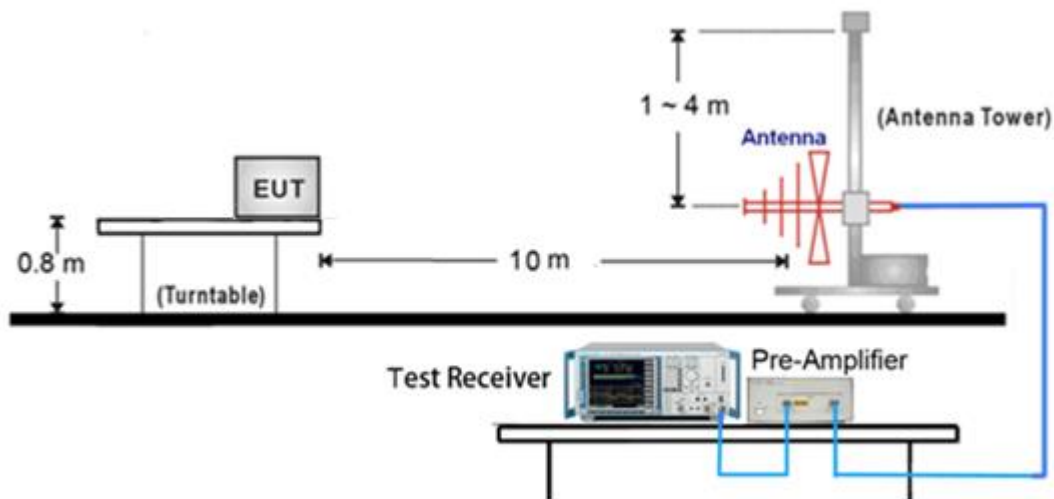 1 ~ 4 m
(Antenna Tower)
Antenna
EUT
0.8 m
10 m
(Turntable)
Test Receiver
Pre-Amplifier